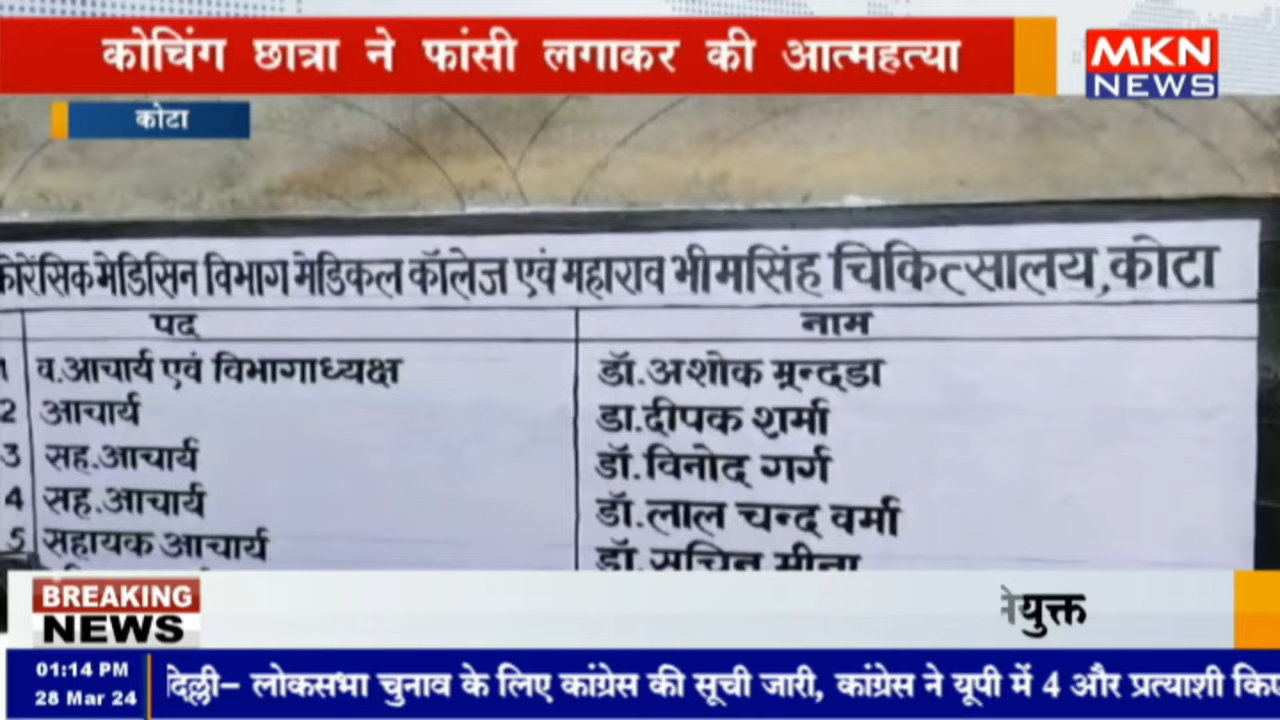 कोचिंग छात्रा ने फांसी लगाकर की आत्महत्या
MKN
NEWS
कोटा
फोरेंसिक मेडिसिन विभाग मेडिकल कॉलेज एवं महाराव भीमसिंह चिकित्सालय,कोटा
पद नाम
1 व.आचार्य एवं विभागाध्यक्ष डॉ.अशोक मून्दडा
2 आचार्य डा.दीपक शर्मा
3 सह.आचार्य डॉ.विनोद गर्ग
4 सह.आचार्य डॉ.लाल चन्द वर्मा
5 सहायक आचार्य डॉ.सचिन मीना
BREAKING
NEWS
युक्त
01:14 PM
28 Mar 24
दिल्ली– लोकसभा चुनाव के लिए कांग्रेस की सूची जारी, कांग्रेस ने यूपी में 4 और प्रत्याशी